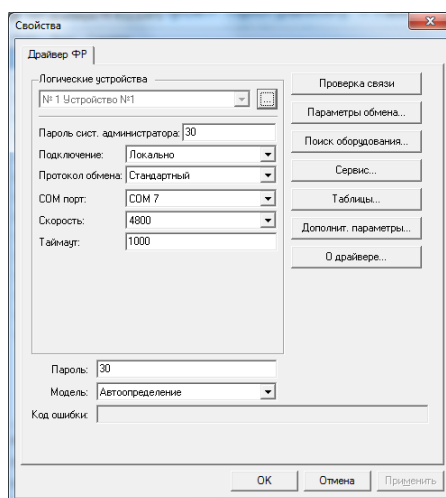 Свойства
Драйвер ФР
Логические устройства
№ 1 Устройство №1
...
Пароль сист. администратора: 30
Подключение: Локально
Протокол обмена: Стандартный
COM порт: COM 7
Скорость: 4800
Таймаут: 1000
Проверка связи
Параметры обмена...
Поиск оборудования...
Сервис...
Таблицы...
Дополнит. параметры...
О драйвере...
Пароль: 30
Модель: Автоопределение
Код ошибки:
OK Отмена Применить